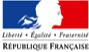 Liberté • Égalité • Fraternité
RÉPUBLIQUE FRANÇAISE